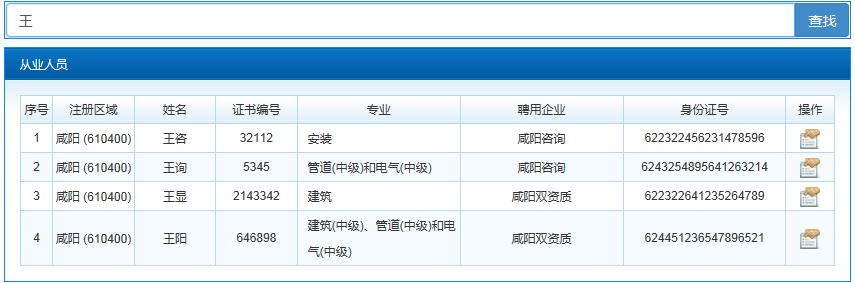 王
查找
从业人员
序号 注册区域 姓名 证书编号 专业 聘用企业 身份证号 操作
1 咸阳 (610400) 王咨 32112 安装 咸阳咨询 622322456231478596
2 咸阳 (610400) 王询 5345 管道(中级)和电气(中级) 咸阳咨询 6243254895641263214
3 咸阳 (610400) 王显 2143342 建筑 咸阳双资质 622322641235264789
4 咸阳 (610400) 王阳 646898 建筑(中级)、管道(中级)和电 咸阳双资质 624451236547896521
气(中级)